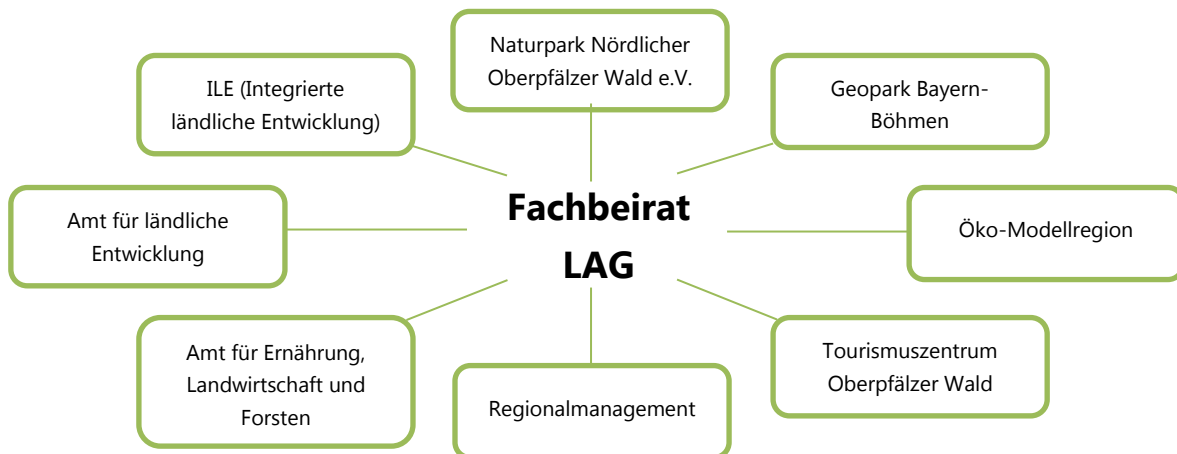 Naturpark Nördlicher
Oberpfälzer Wald e.V.
ILE (Integrierte
ländliche Entwicklung)
Geopark Bayern-
Böhmen
Fachbeirat
LAG
Amt für ländliche
Entwicklung
Öko-Modellregion
Amt für Ernährung,
Landwirtschaft und
Forsten
Regionalmanagement
Tourismuszentrum
Oberpfälzer Wald